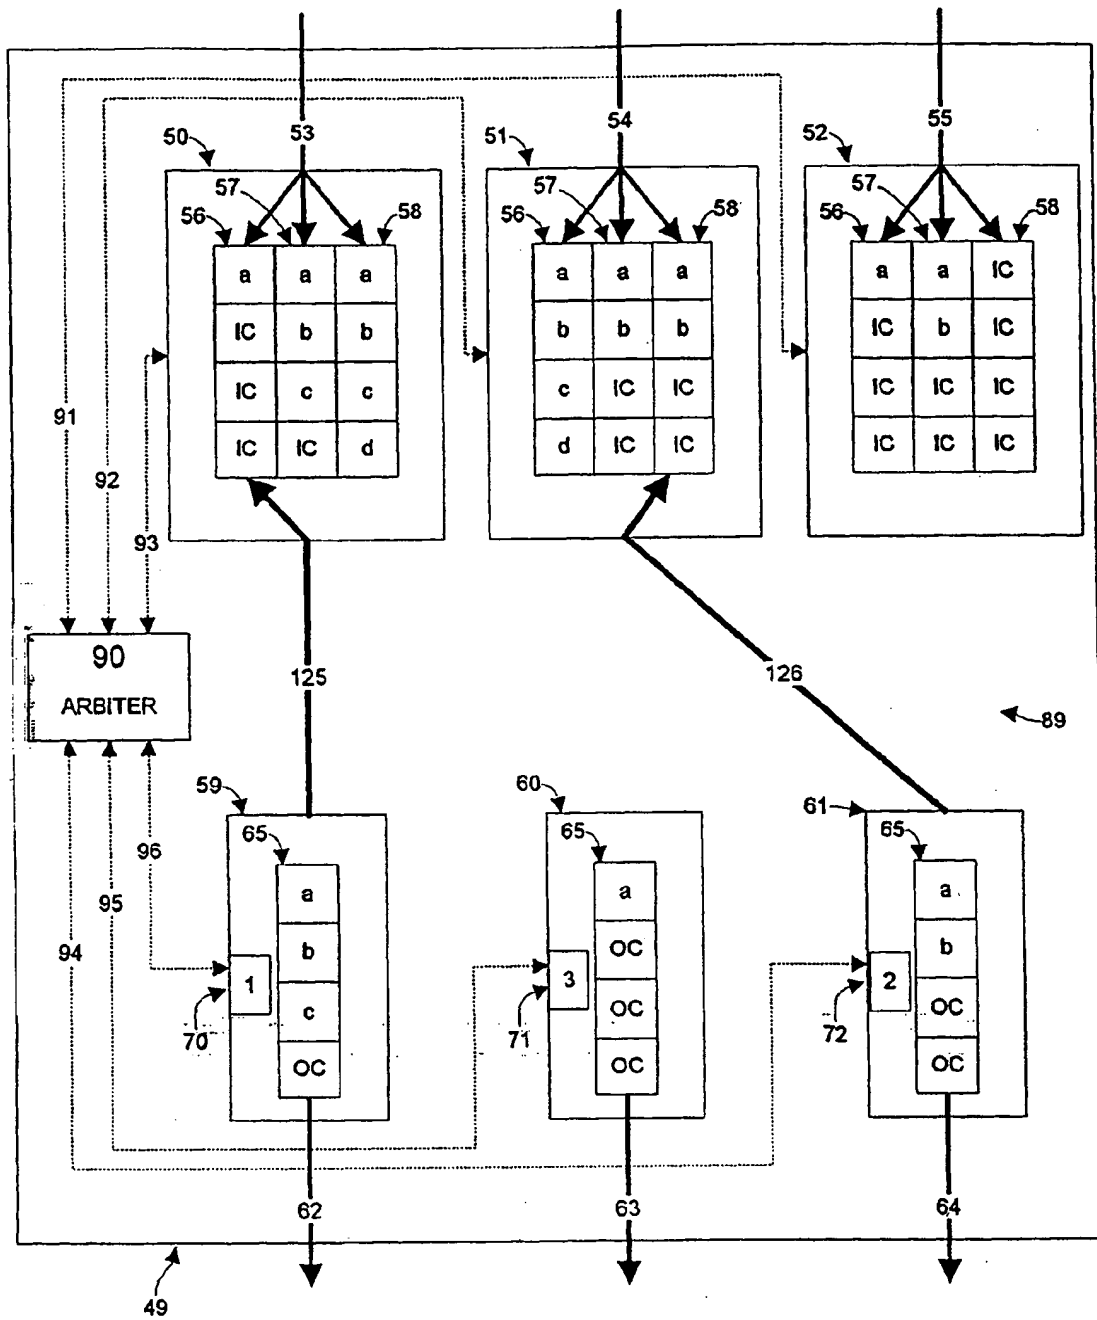 53 54 55
50 51 52
57 57 57
56 58 56 58 56 58
a a a a a a a a IC
IC b b b b b IC b IC
IC c c c IC IC IC IC IC
IC IC d d IC IC IC IC IC
91
92
93
90
ARBITER
125
126
89
59 60 61
65 65 65
96
95
94
a a a
b OC b
1 3 2
c OC OC
70 71 72
OC OC OC
62 63 64
49